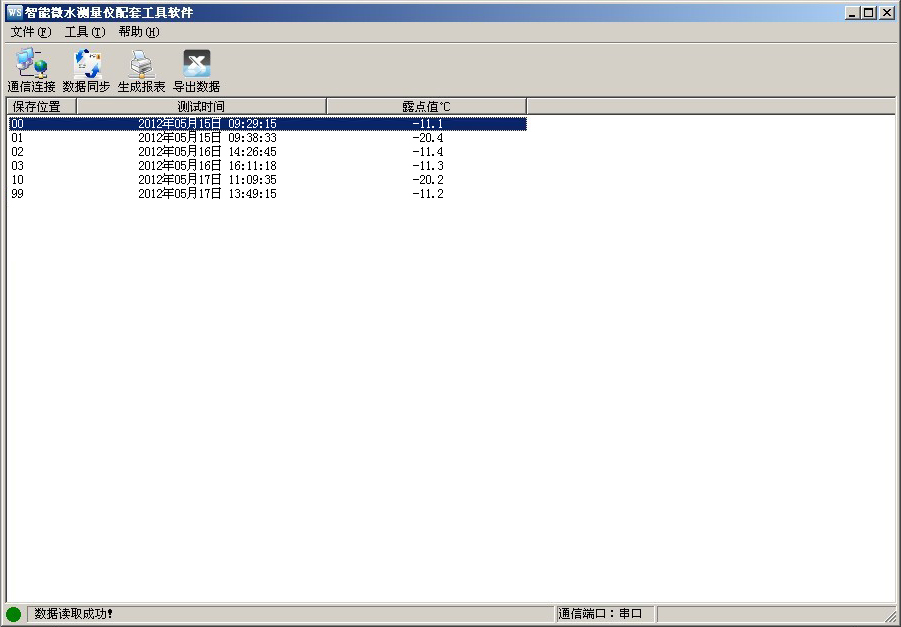 WS 智能微水测量仪配套工具软件
文件(F) 工具(T) 帮助(H)
通信连接 数据同步 生成报表 导出数据
保存位置 测试时间 露点值℃
00 2012年05月15日 09:29:15 -11.1
01 2012年05月15日 09:38:33 -20.4
02 2012年05月16日 14:26:45 -11.4
03 2012年05月16日 16:11:18 -11.3
10 2012年05月17日 11:09:35 -20.2
99 2012年05月17日 13:49:15 -11.2
数据读取成功! 通信端口：串口